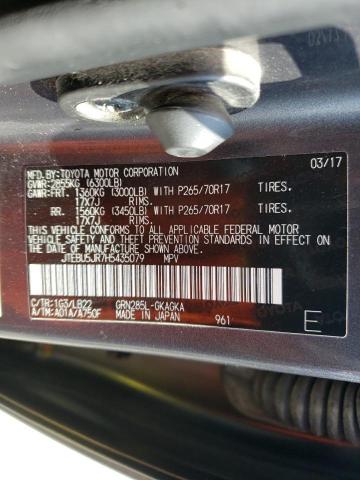 MFD.BY:TOYOTA MOTOR CORPORATION 03/17
GVWR:2855KG (6300LB)
GAWR:FRT. 1360KG (3000LB) WITH P265/70R17 TIRES,
17X7J RIMS.
RR. 1560KG (3450LB) WITH P265/70R17 TIRES,
17X7J RIMS.
THIS VEHICLE CONFORMS TO ALL APPLICABLE FEDERAL MOTOR
VEHICLE SAFETY STANDARDS IN EFFECT ON THE DATE OF
MANUFACTURE SHOWN ABOVE.
JTEBU5JR7H5435079 MPV
C/TR:1G3/LB22 GRN285L-GKAGKA
A/TM:A01A/A750F MADE IN JAPAN 961 E